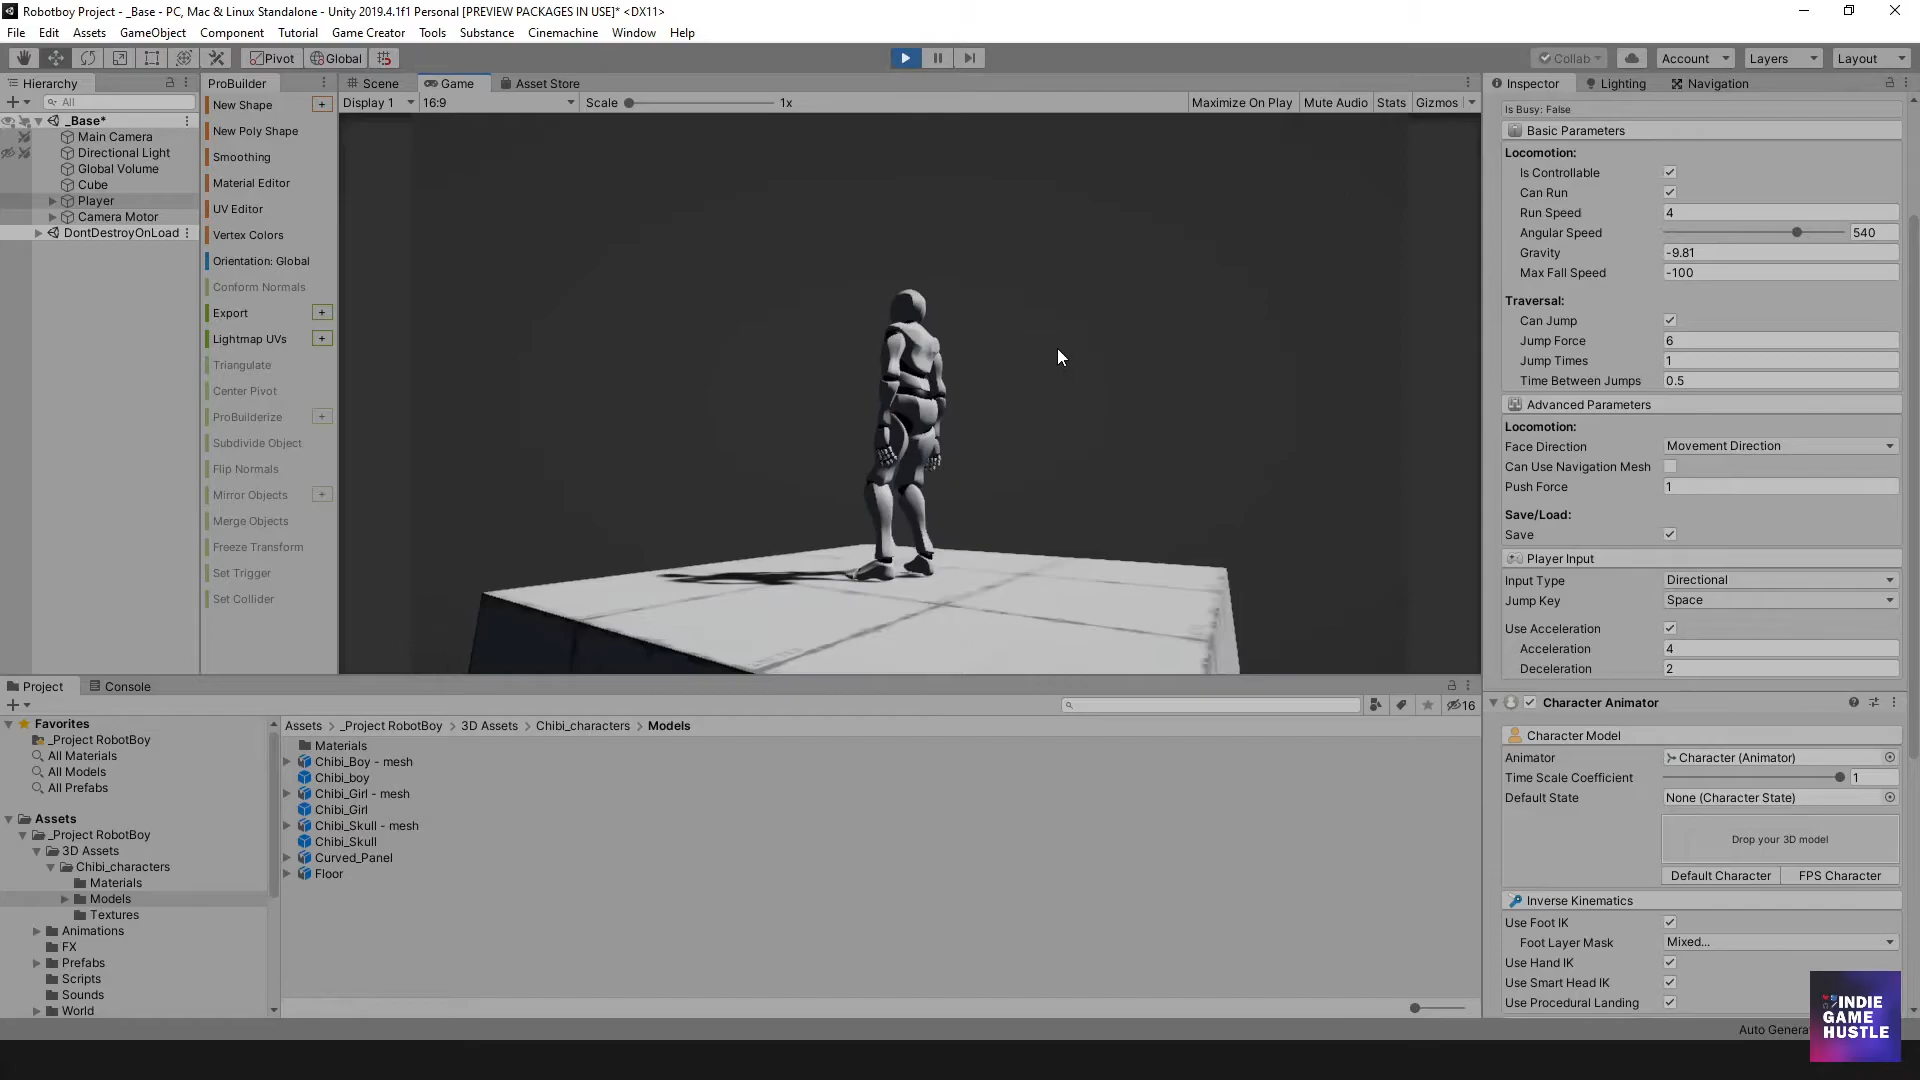 Robotboy Project - _Base - PC, Mac & Linux Standalone - Unity 2019.4.1f1 Personal [PREVIEW PACKAGES IN USE]* <DX11>
File Edit Assets GameObject Component Tutorial Game Creator Tools Substance Cinemachine Window Help
Pivot Global Collab Account Layers Layout
Hierarchy
All
_Base*
Main Camera
Directional Light
Global Volume
Cube
Player
Camera Motor
DontDestroyOnLoad
ProBuilder
New Shape +
New Poly Shape
Smoothing
Material Editor
UV Editor
Vertex Colors
Orientation: Global
Conform Normals
Export +
Lightmap UVs +
Triangulate
Center Pivot
ProBuilderize +
Subdivide Object
Flip Normals
Mirror Objects +
Merge Objects
Freeze Transform
Set Trigger
Set Collider
Scene Game Asset Store
Display 1 16:9 Scale 1x Maximize On Play Mute Audio Stats Gizmos
Inspector Lighting Navigation
Is Busy: False
Basic Parameters
Locomotion:
Is Controllable
Can Run
Run Speed 4
Angular Speed 540
Gravity -9.81
Max Fall Speed -100
Traversal:
Can Jump
Jump Force 6
Jump Times 1
Time Between Jumps 0.5
Advanced Parameters
Locomotion:
Face Direction Movement Direction
Can Use Navigation Mesh
Push Force 1
Save/Load:
Save
Player Input
Input Type Directional
Jump Key Space
Use Acceleration
Acceleration 4
Deceleration 2
Character Animator
Character Model
Animator Character (Animator)
Time Scale Coefficient 1
Default State None (Character State)
Drop your 3D model
Default Character FPS Character
Inverse Kinematics
Use Foot IK
Foot Layer Mask Mixed...
Use Hand IK
Use Smart Head IK
Use Procedural Landing
Project Console
16
Favorites
_Project RobotBoy
All Materials
All Models
All Prefabs
Assets
_Project RobotBoy
3D Assets
Chibi_characters
Materials
Models
Textures
Animations
FX
Prefabs
Scripts
Sounds
World
Assets > _Project RobotBoy > 3D Assets > Chibi_characters > Models
Materials
Chibi_Boy - mesh
Chibi_boy
Chibi_Girl - mesh
Chibi_Girl
Chibi_Skull - mesh
Chibi_Skull
Curved_Panel
Floor
Auto Genera
INDIE
GAME
HUSTLE